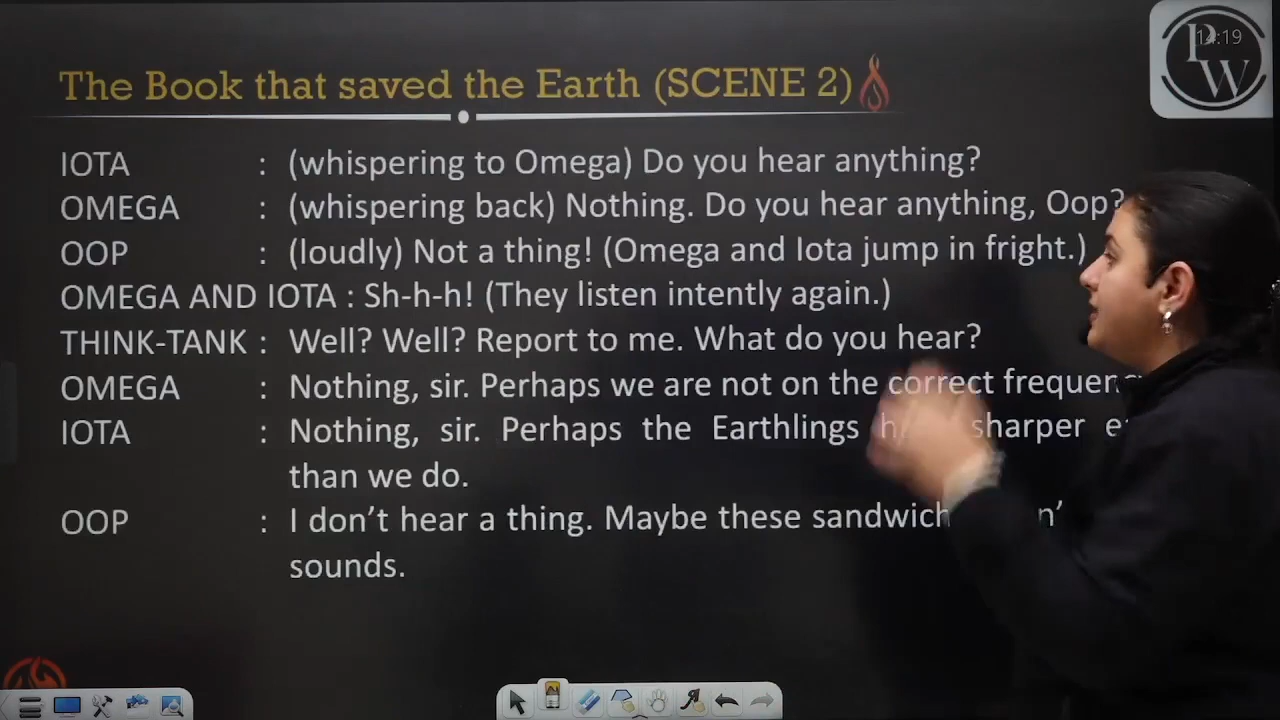 14:19
PW
The Book that saved the Earth (SCENE 2)
IOTA : (whispering to Omega) Do you hear anything?
OMEGA : (whispering back) Nothing. Do you hear anything, Oop?
OOP : (loudly) Not a thing! (Omega and Iota jump in fright.)
OMEGA AND IOTA : Sh-h-h! (They listen intently again.)
THINK-TANK : Well? Well? Report to me. What do you hear?
OMEGA : Nothing, sir. Perhaps we are not on the correct
IOTA : Nothing, sir. Perhaps the Earthlings sharper
than we do.
OOP : I don't hear a thing. Maybe these
sounds.